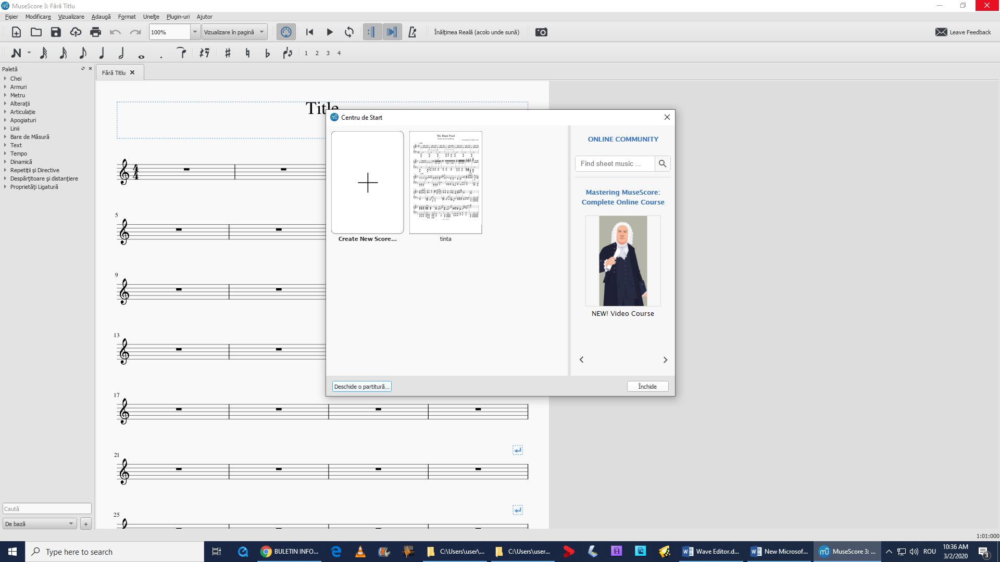 MuseScore 3: Fără Titlu
Fișier Modificare Vizualizare Adaugă Format Unelte Plugin-uri Ajutor
100% Vizualizare în pagină Înălțimea Reală (acolo unde sună) Leave Feedback
1 2 3 4
Paletă
Fără Titlu
Chei
Armuri
Metru
Alterații
Articulație
Apogiaturi
Linii
Bare de Măsură
Text
Tempo
Dinamică
Repetiții și Directive
Despărțitoare și distanțiere
Proprietăți Ligatură
Caută
De bază
Title
5
9
13
17
21
25
Centru de Start
The Black Pearl
Create New Score...
tinta
ONLINE COMMUNITY
Find sheet music ...
Mastering MuseScore:
Complete Online Course
NEW! Video Course
Deschide o partitură...
Închide
1:01:000
Type here to search
BULETIN INFO...
C:\Users\user\...
C:\Users\user...
Wave Editor.d...
New Microsof...
MuseScore 3: ...
ROU
10:36 AM
3/2/2020
3